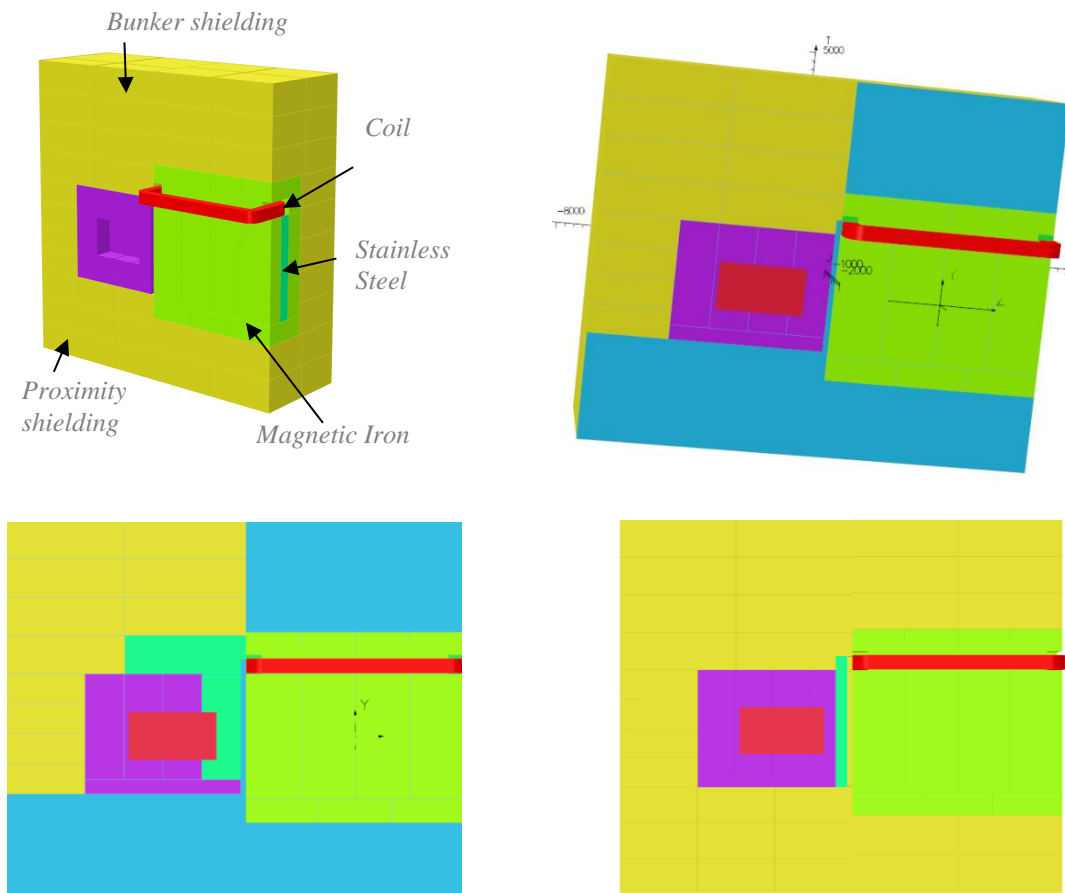 Bunker shielding
Coil
Stainless
Steel
Proximity
shielding
Magnetic Iron
Y
5000
-8000
-1000
-2000
Y
Z
Y